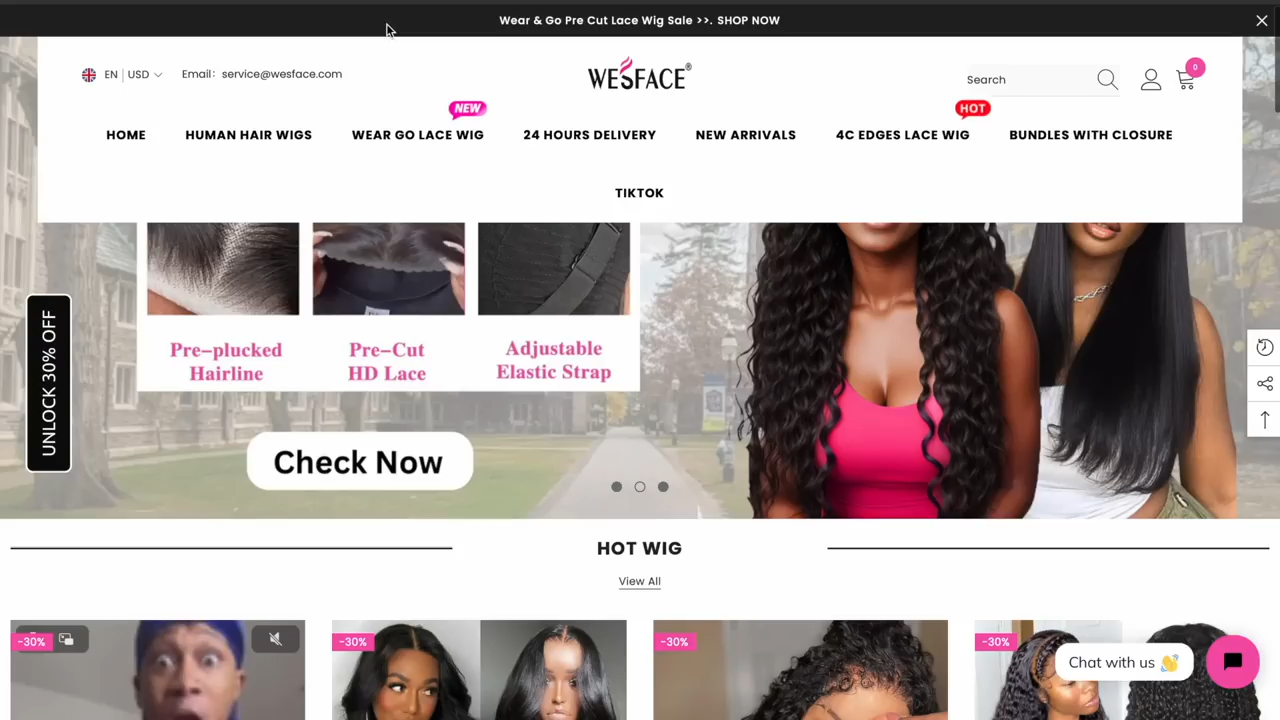 Wear & Go Pre Cut Lace Wig Sale >>. SHOP NOW
EN USD Email: service@wesface.com
WESFACE®
Search
0
NEW
HOT
HOME HUMAN HAIR WIGS WEAR GO LACE WIG 24 HOURS DELIVERY NEW ARRIVALS 4C EDGES LACE WIG BUNDLES WITH CLOSURE
TIKTOK
Pre-plucked
Hairline
Pre-Cut
HD Lace
Adjustable
Elastic Strap
UNLOCK 30% OFF
Check Now
HOT WIG
View All
-30%
-30%
-30%
-30%
Chat with us 👋